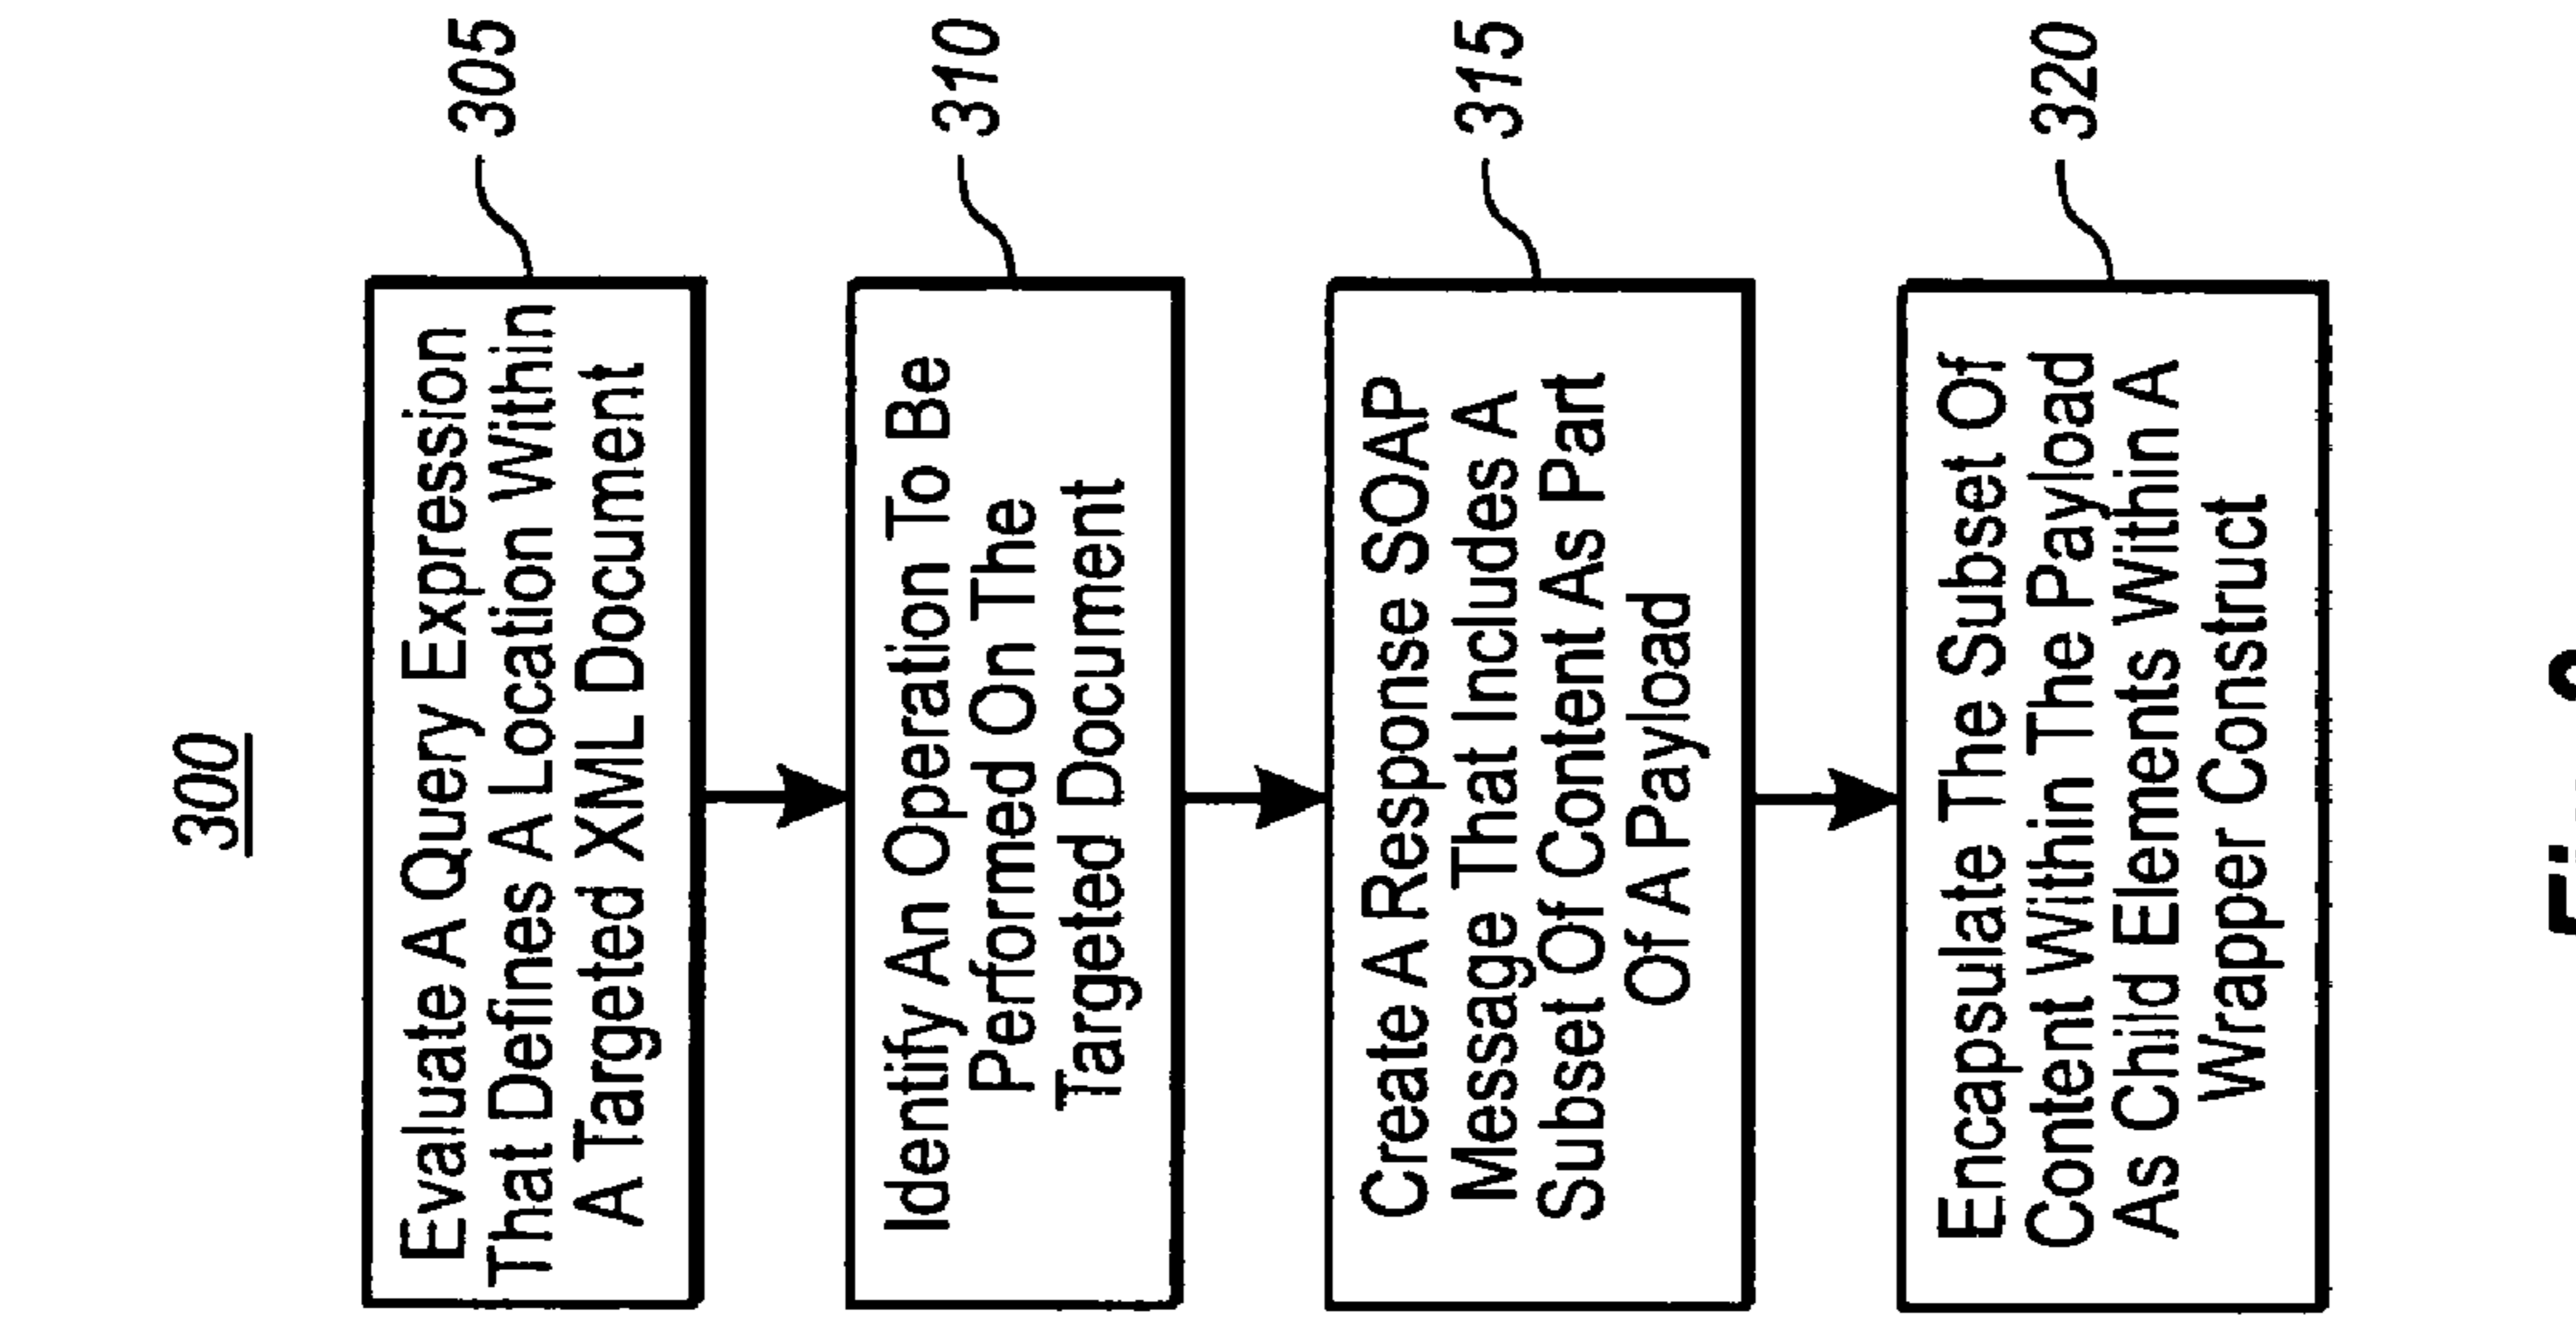 300
Evaluate A Query Expression
That Defines A Location Within
A Targeted XML Document
305
Identify An Operation To Be
Performed On The
Targeted Document
310
Create A Response SOAP
Message That Includes A
Subset Of Content As Part
Of A Payload
315
Encapsulate The Subset Of
Content Within The Payload
As Child Elements Within A
Wrapper Construct
320